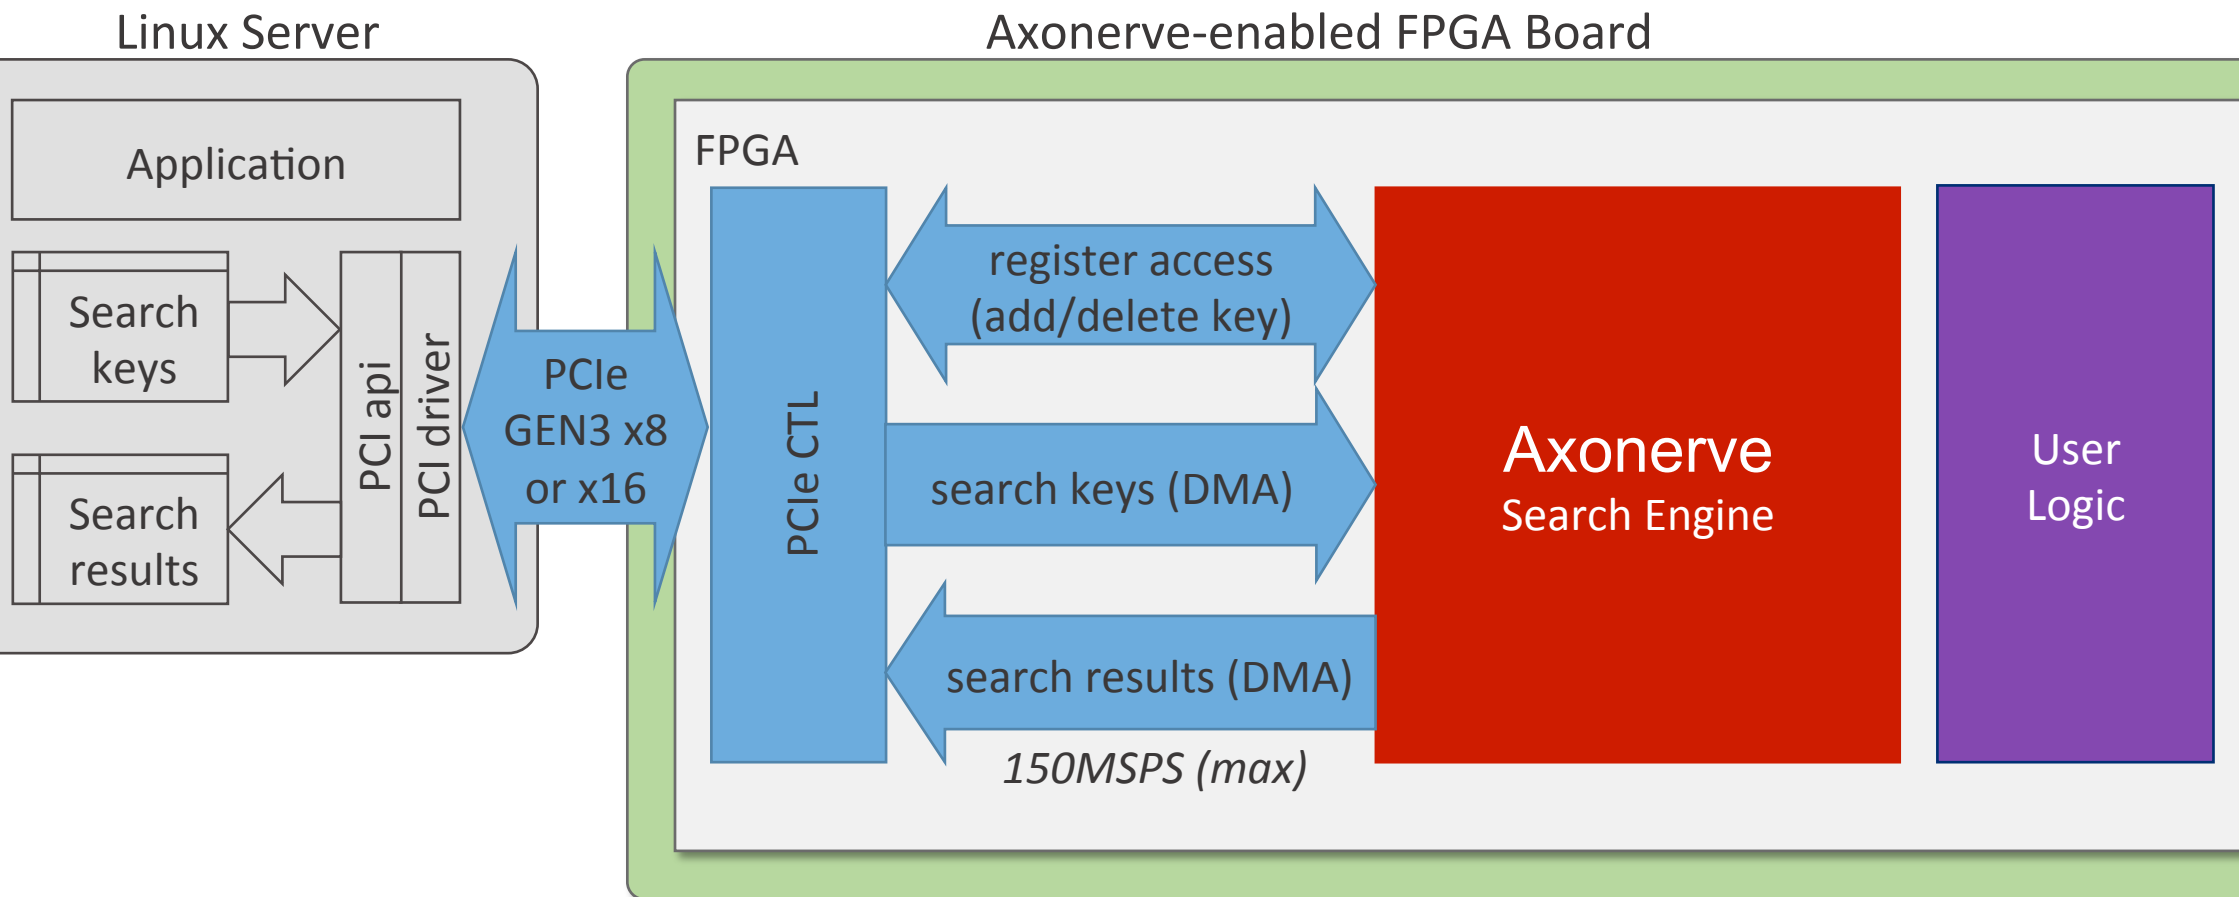 Linux Server
Axonerve-enabled FPGA Board
Application
Search
keys
Search
results
PCI api
PCI driver
PCIe
GEN3 x8
or x16
FPGA
PCIe CTL
register access
(add/delete key)
search keys (DMA)
search results (DMA)
150MSPS (max)
Axonerve
Search Engine
User
Logic